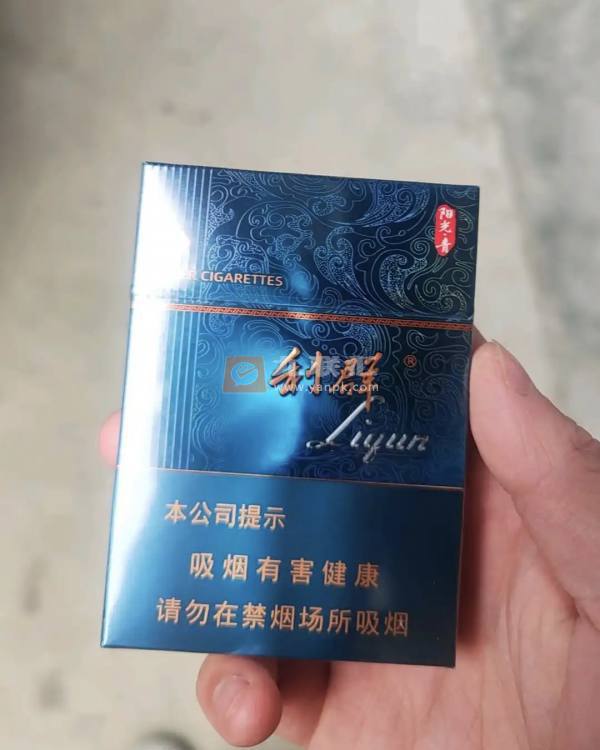 阳光·青
CIGARETTES
利群®
www.yanpk.com
Liqun
本公司提示
吸烟有害健康
请勿在禁烟场所吸烟